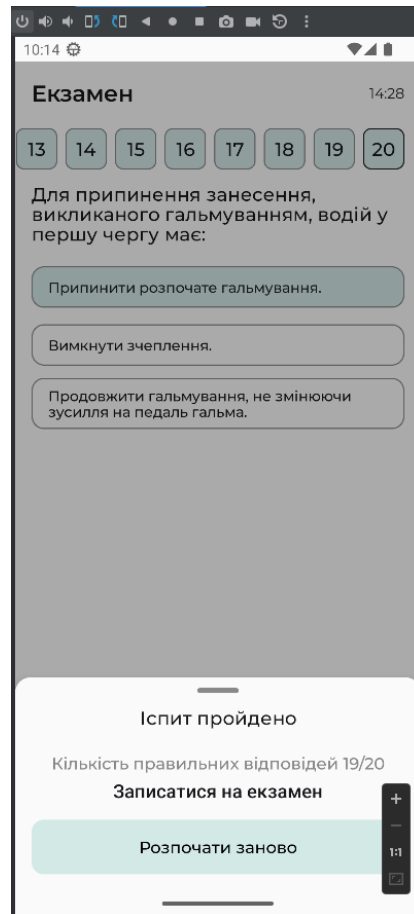 10:14
Екзамен
14:28
13 14 15 16 17 18 19 20
Для припинення занесення,
викликаного гальмуванням, водій у
першу чергу має:
Припинити розпочате гальмування.
Вимкнути зчеплення.
Продовжити гальмування, не змінюючи
зусилля на педаль гальма.
Іспит пройдено
Кількість правильних відповідей 19/20
Записатися на екзамен
Розпочати заново
1:1